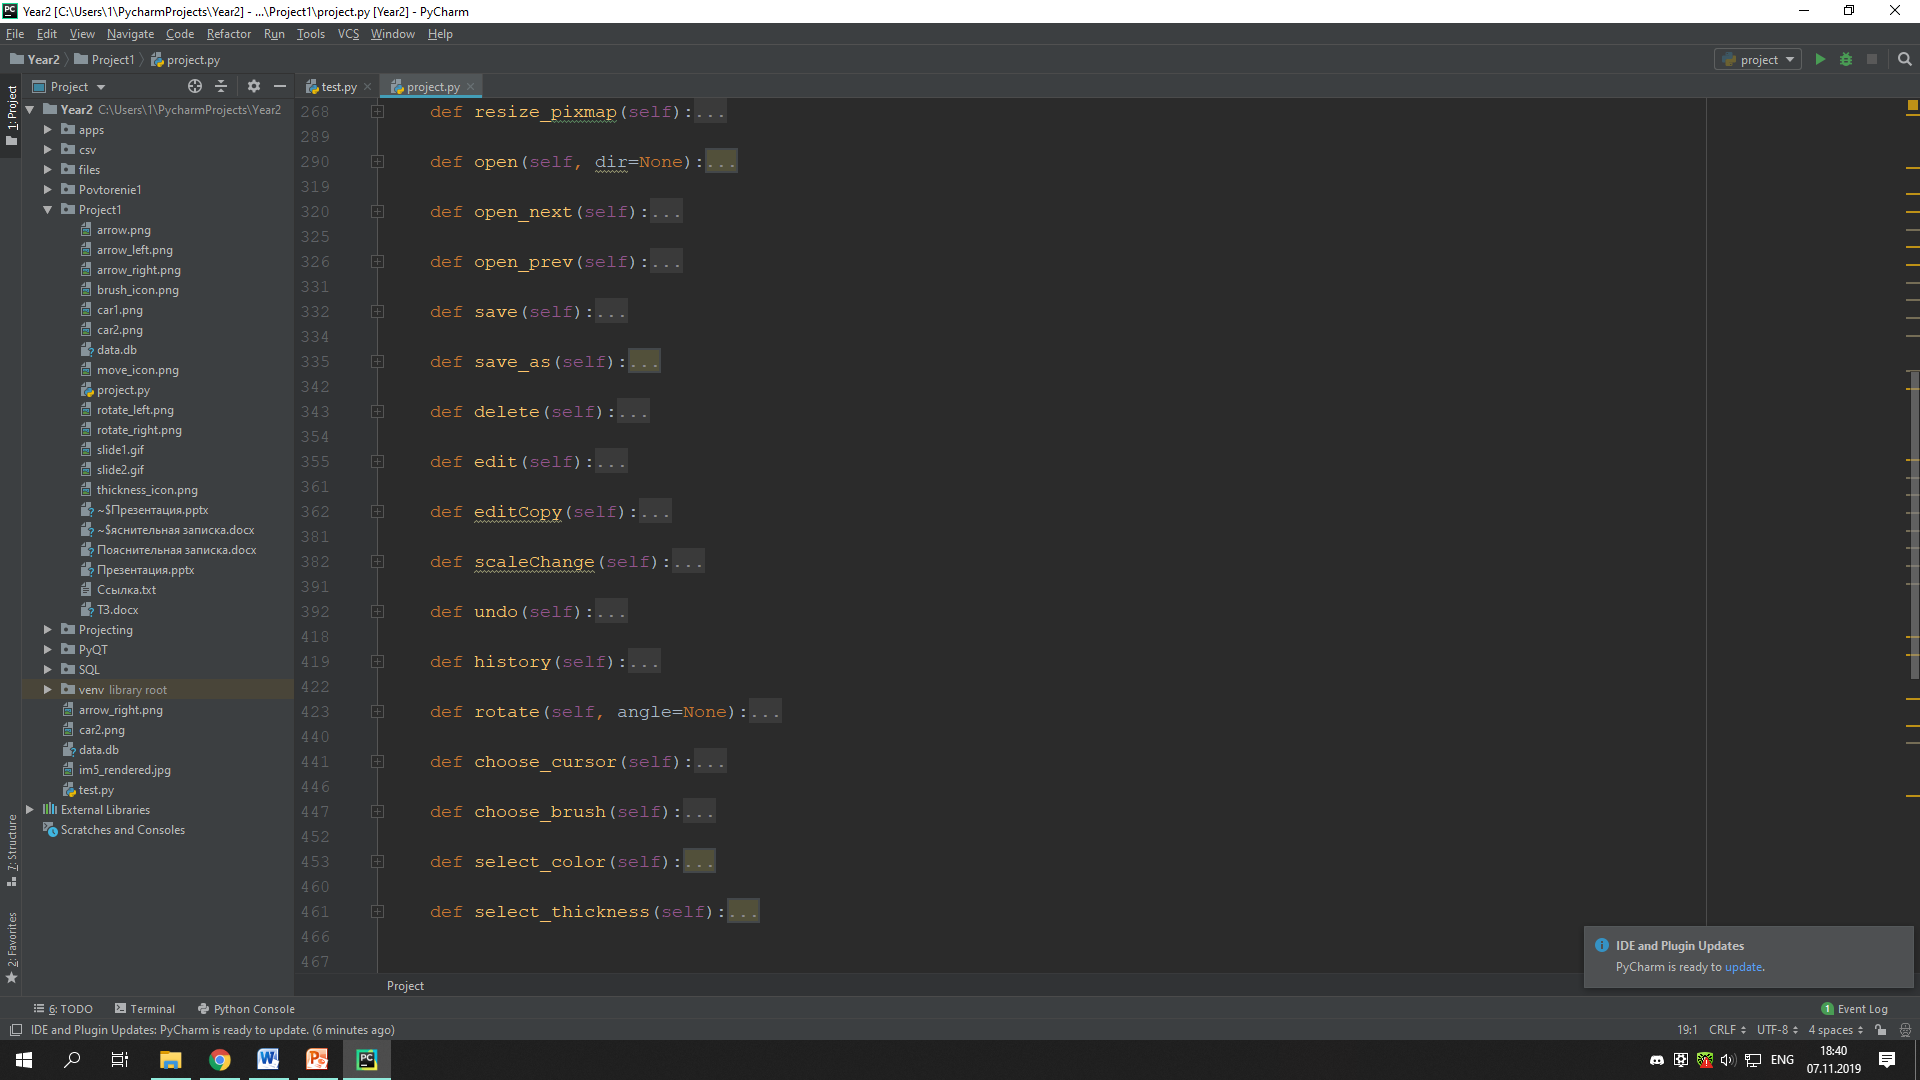 Year2 [C:\Users\1\PycharmProjects\Year2] - ...\Project1\project.py [Year2] - PyCharm
File Edit View Navigate Code Refactor Run Tools VCS Window Help
Year2 Project1 project.py project
1: Project
Project
test.py project.py
Year2 C:\Users\1\PycharmProjects\Year2
apps
csv
files
Povtorenie1
Project1
arrow.png
arrow_left.png
arrow_right.png
brush_icon.png
car1.png
car2.png
data.db
move_icon.png
project.py
rotate_left.png
rotate_right.png
slide1.gif
slide2.gif
thickness_icon.png
~$Презентация.pptx
~$яснительная записка.docx
Пояснительная записка.docx
Презентация.pptx
Ссылка.txt
ТЗ.docx
Projecting
PyQT
SQL
venv library root
arrow_right.png
car2.png
data.db
im5_rendered.jpg
test.py
External Libraries
Scratches and Consoles
7: Structure
2: Favorites
268 def resize_pixmap(self):...
289
290 def open(self, dir=None):...
319
320 def open_next(self):...
325
326 def open_prev(self):...
331
332 def save(self):...
334
335 def save_as(self):...
342
343 def delete(self):...
354
355 def edit(self):...
361
362 def editCopy(self):...
381
382 def scaleChange(self):...
391
392 def undo(self):...
418
419 def history(self):...
422
423 def rotate(self, angle=None):...
440
441 def choose_cursor(self):...
446
447 def choose_brush(self):...
452
453 def select_color(self):...
460
461 def select_thickness(self):...
466
467
Project
IDE and Plugin Updates
PyCharm is ready to update.
6: TODO Terminal Python Console 1 Event Log
IDE and Plugin Updates: PyCharm is ready to update. (6 minutes ago) 19:1 CRLF UTF-8 4 spaces
ENG 18:40
07.11.2019